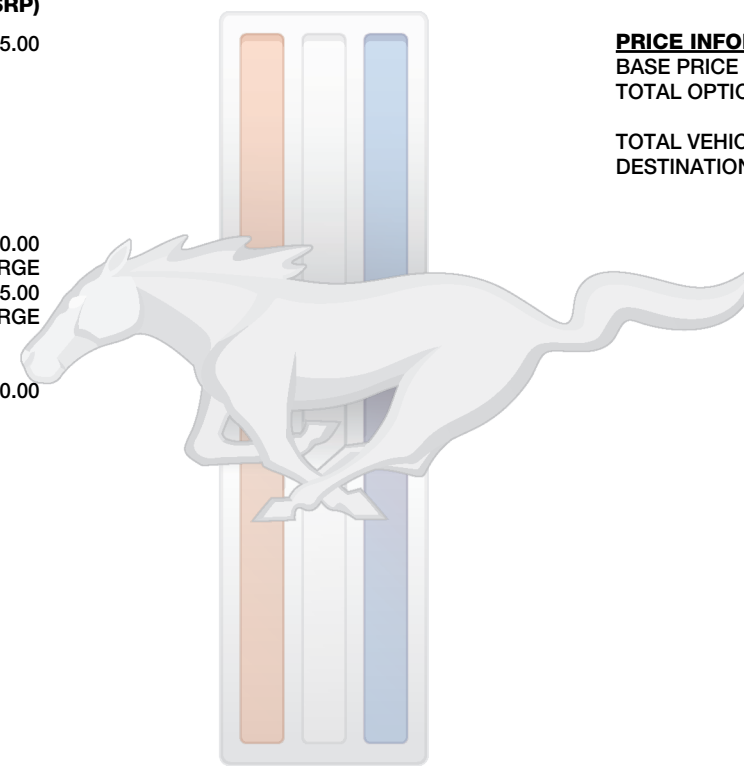 SRP)
5.00
0.00
RGE
5.00
RGE
0.00
PRICE INFO
BASE PRICE
TOTAL OPTIO
TOTAL VEHIC
DESTINATION